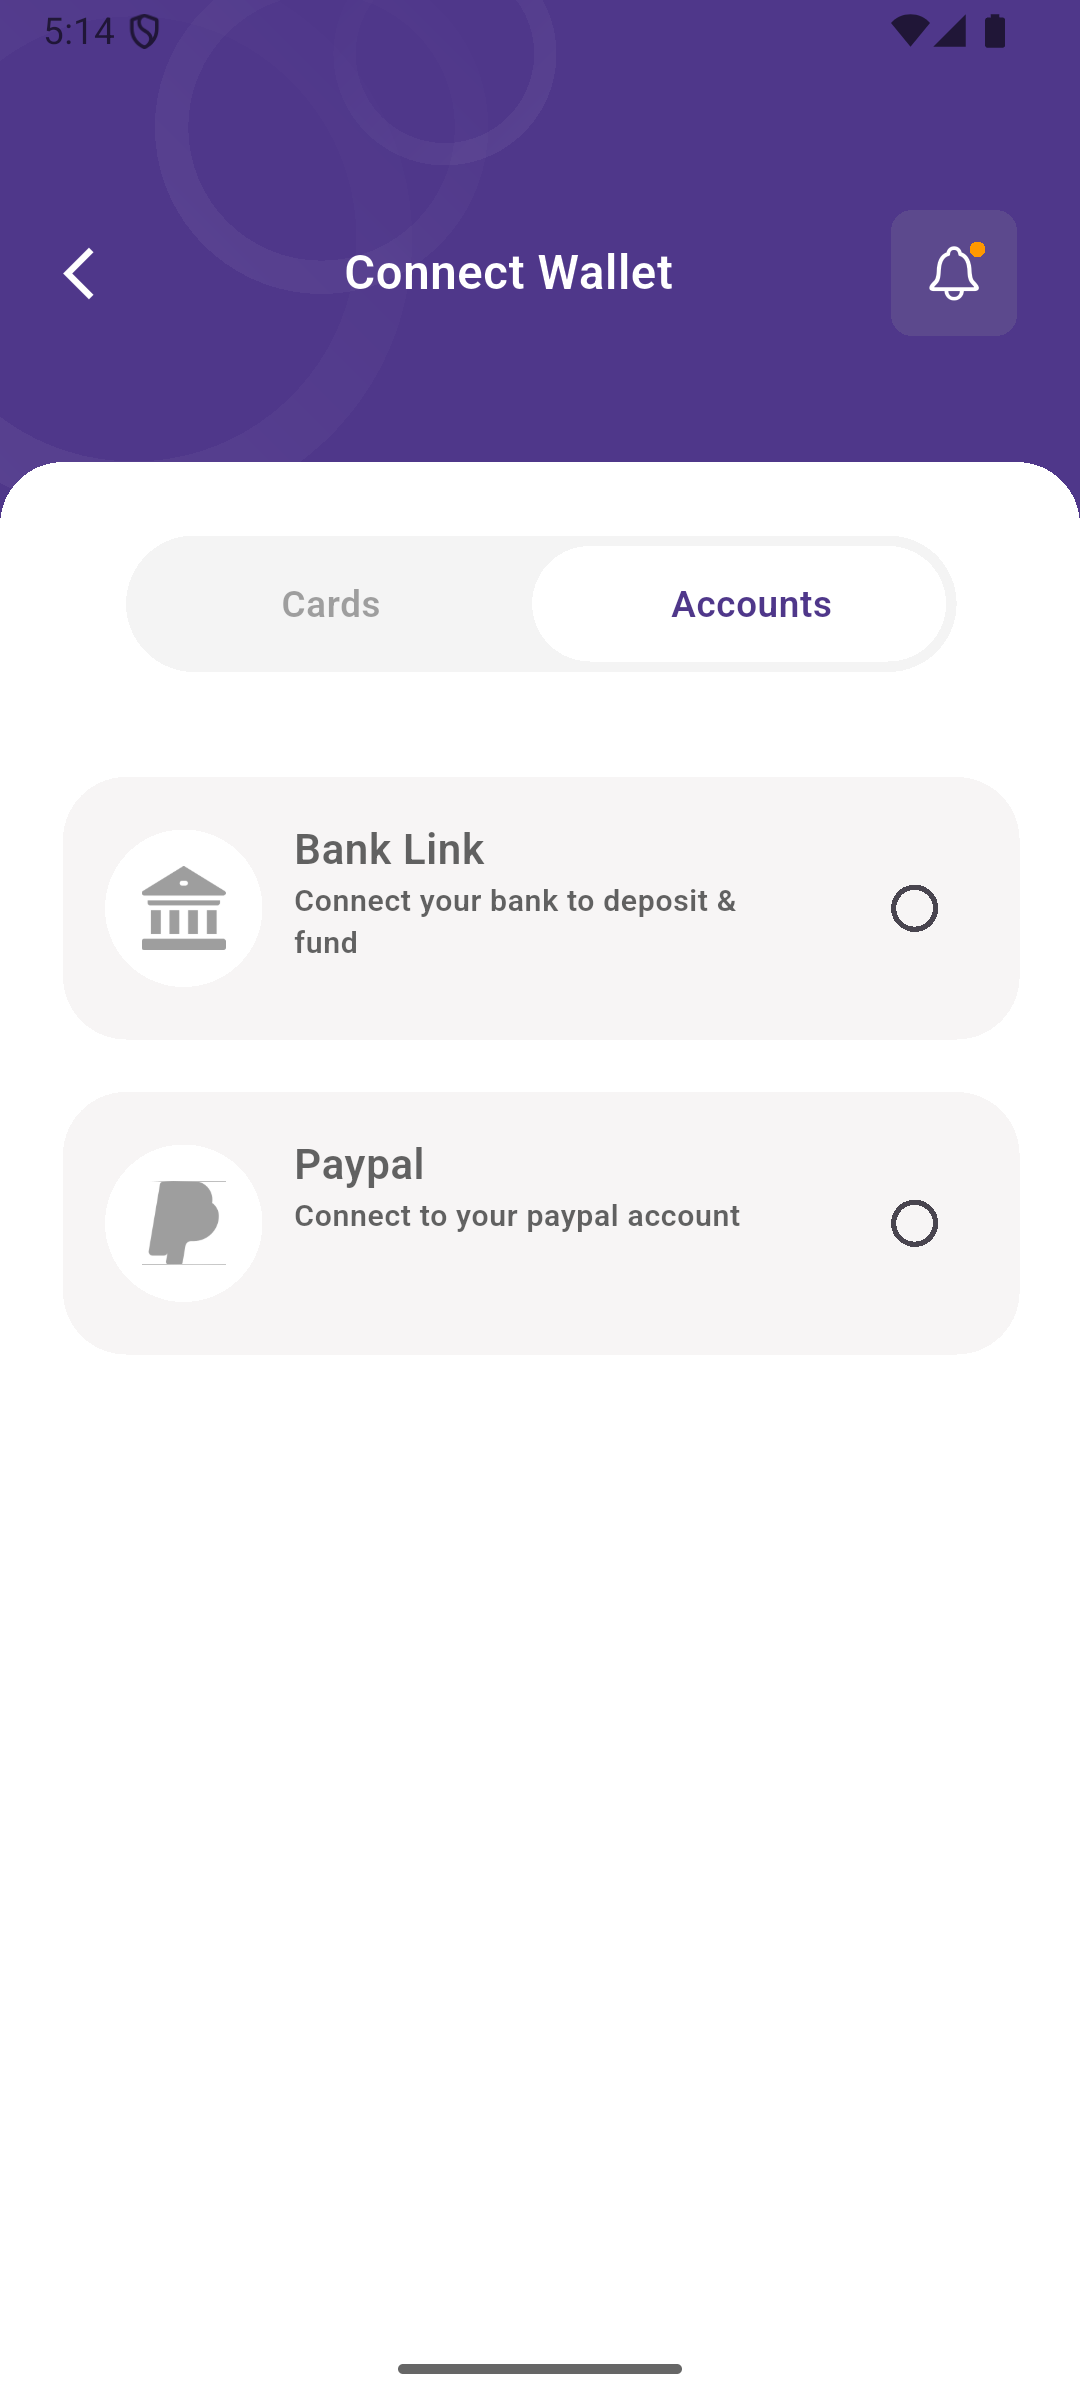 5:14
Connect Wallet
Cards
Accounts
Bank Link
Connect your bank to deposit &
fund
Paypal
Connect to your paypal account